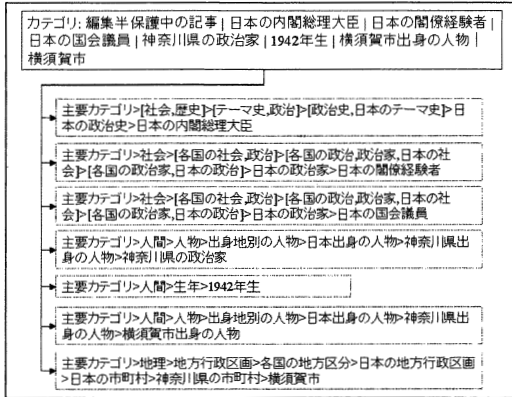 カテゴリ: 編集半保護中の記事 | 日本の内閣総理大臣 | 日本の閣僚経験者 |
日本の国会議員 | 神奈川県の政治家 | 1942年生 | 横須賀市出身の人物 |
横須賀市
主要カテゴリ>[社会,歴史]>[テーマ史,政治]>[政治史,日本のテーマ史]>日
本の政治史>日本の内閣総理大臣
主要カテゴリ>社会>[各国の社会,政治]>[各国の政治,政治家,日本の社
会]>[各国の政治家,日本の政治]>日本の政治家>日本の閣僚経験者
主要カテゴリ>社会>[各国の社会,政治]>[各国の政治,政治家,日本の社
会]>[各国の政治家,日本の政治]>日本の政治家>日本の国会議員
主要カテゴリ>人間>人物>出身地別の人物>日本出身の人物>神奈川県出
身の人物>神奈川県の政治家
主要カテゴリ>人間>生年>1942年生
主要カテゴリ>人間>人物>出身地別の人物>日本出身の人物>神奈川県出
身の人物>横須賀市出身の人物
主要カテゴリ>地理>地方行政区画>各国の地方区分>日本の地方行政区画
>日本の市町村>神奈川県の市町村>横須賀市